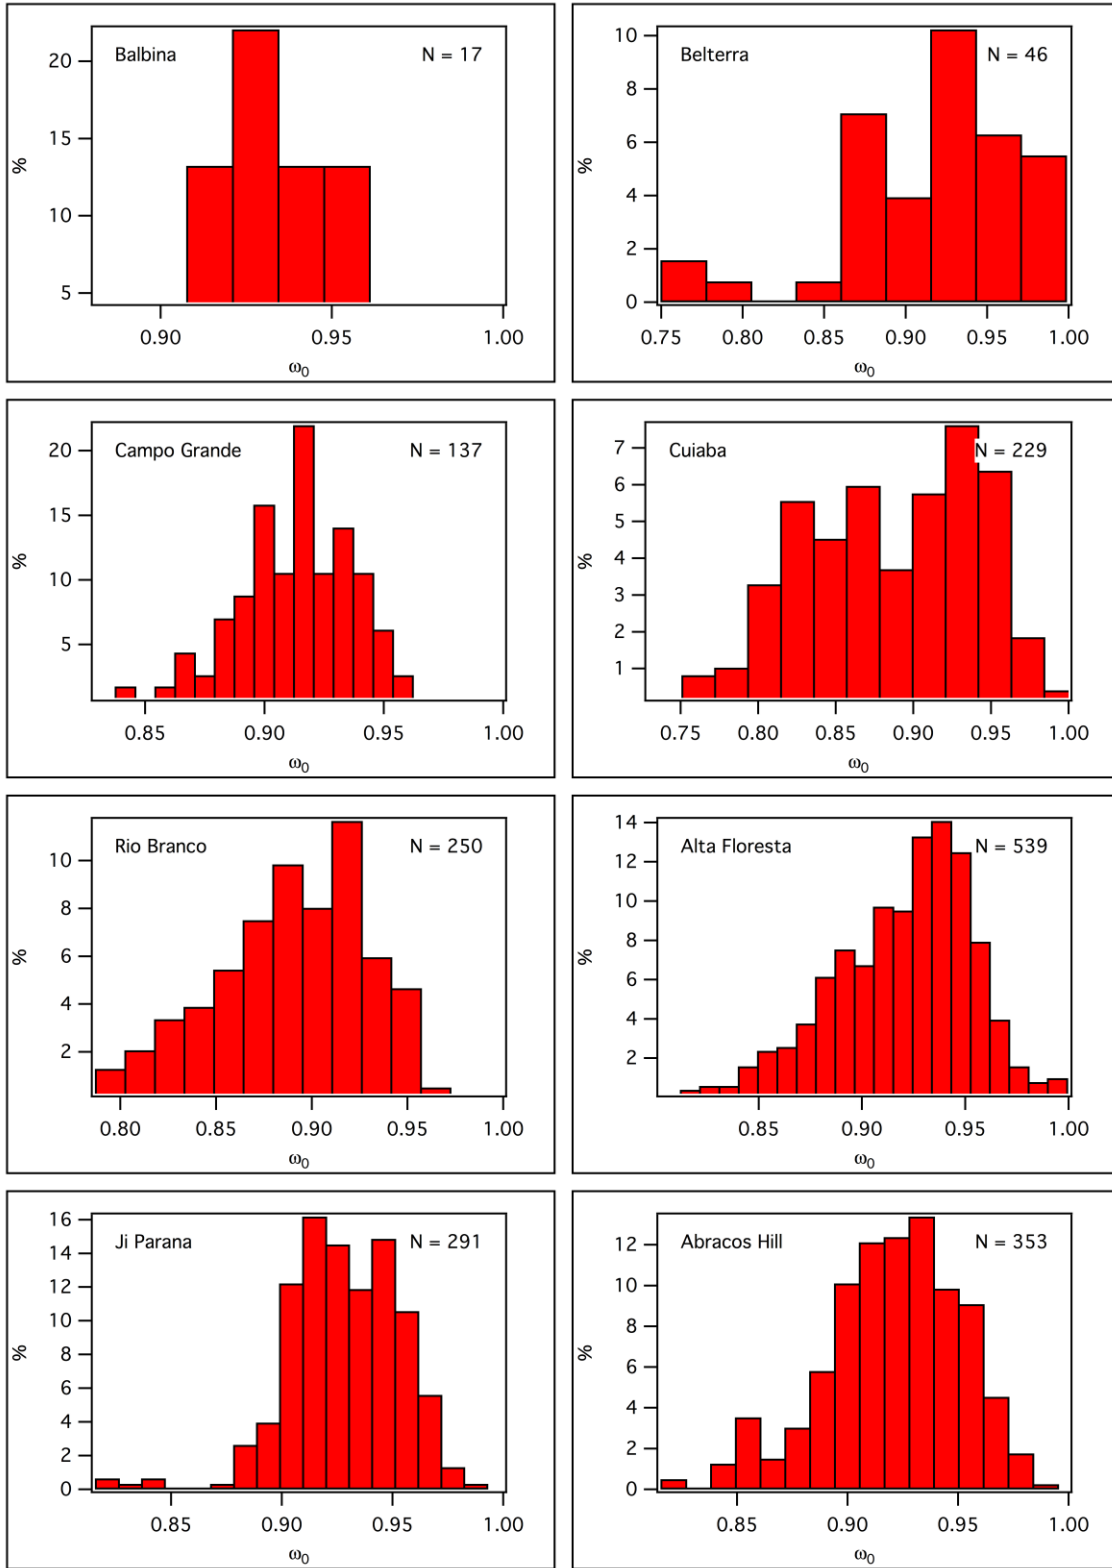 Balbina N = 17
20
15
10
5
%
0.90 0.95 1.00
ω0
Belterra N = 46
10
8
6
4
2
0
%
0.75 0.80 0.85 0.90 0.95 1.00
ω0
Campo Grande N = 137
20
15
10
5
%
0.85 0.90 0.95 1.00
ω0
Cuiaba N = 229
7
6
5
4
3
2
1
%
0.75 0.80 0.85 0.90 0.95 1.00
ω0
Rio Branco N = 250
10
8
6
4
2
%
0.80 0.85 0.90 0.95 1.00
ω0
Alta Floresta N = 539
14
12
10
8
6
4
2
%
0.85 0.90 0.95 1.00
ω0
Ji Parana N = 291
16
14
12
10
8
6
4
2
0
%
0.85 0.90 0.95 1.00
ω0
Abracos Hill N = 353
12
10
8
6
4
2
0
%
0.85 0.90 0.95 1.00
ω0